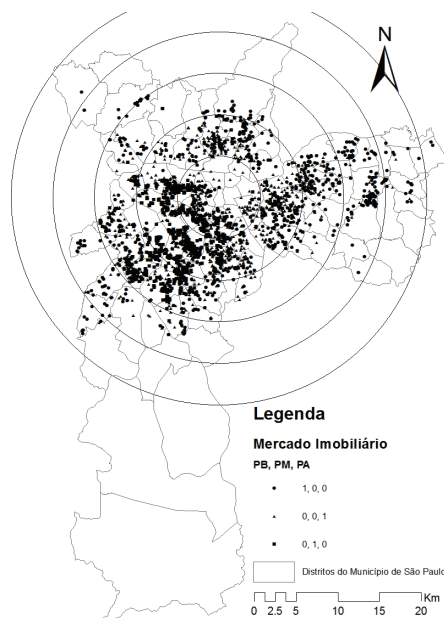 N
Legenda
Mercado Imobiliário
PB, PM, PA
1, 0, 0
0, 0, 1
0, 1, 0
Distritos do Município de São Paulo
Km
0 2.5 5 10 15 20